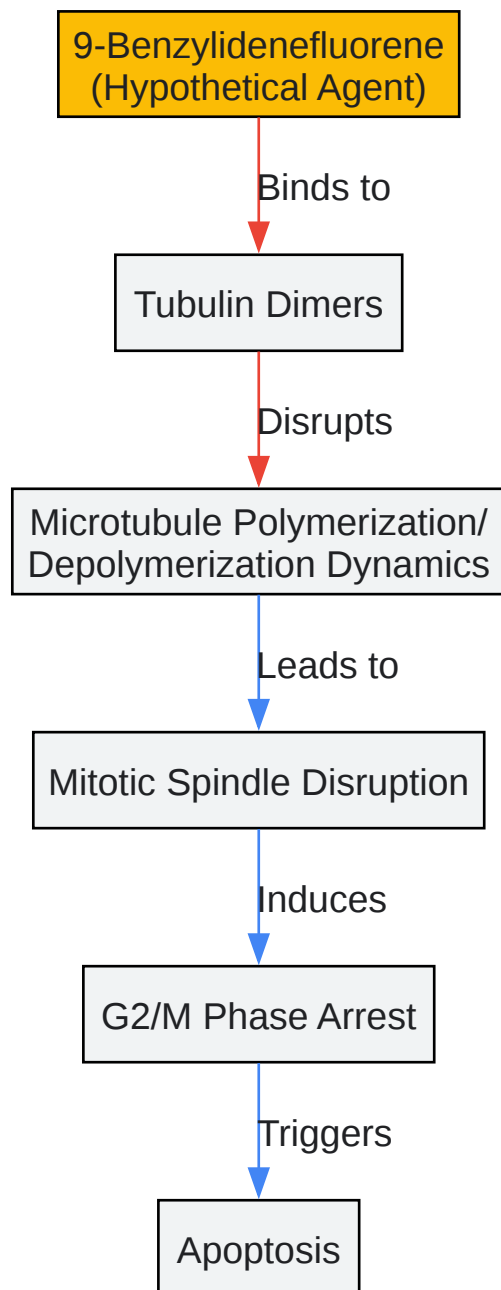 9-Benzylidenefluorene
(Hypothetical Agent)
Binds to
Tubulin Dimers
Disrupts
Microtubule Polymerization/
Depolymerization Dynamics
Leads to
Mitotic Spindle Disruption
Induces
G2/M Phase Arrest
Triggers
Apoptosis